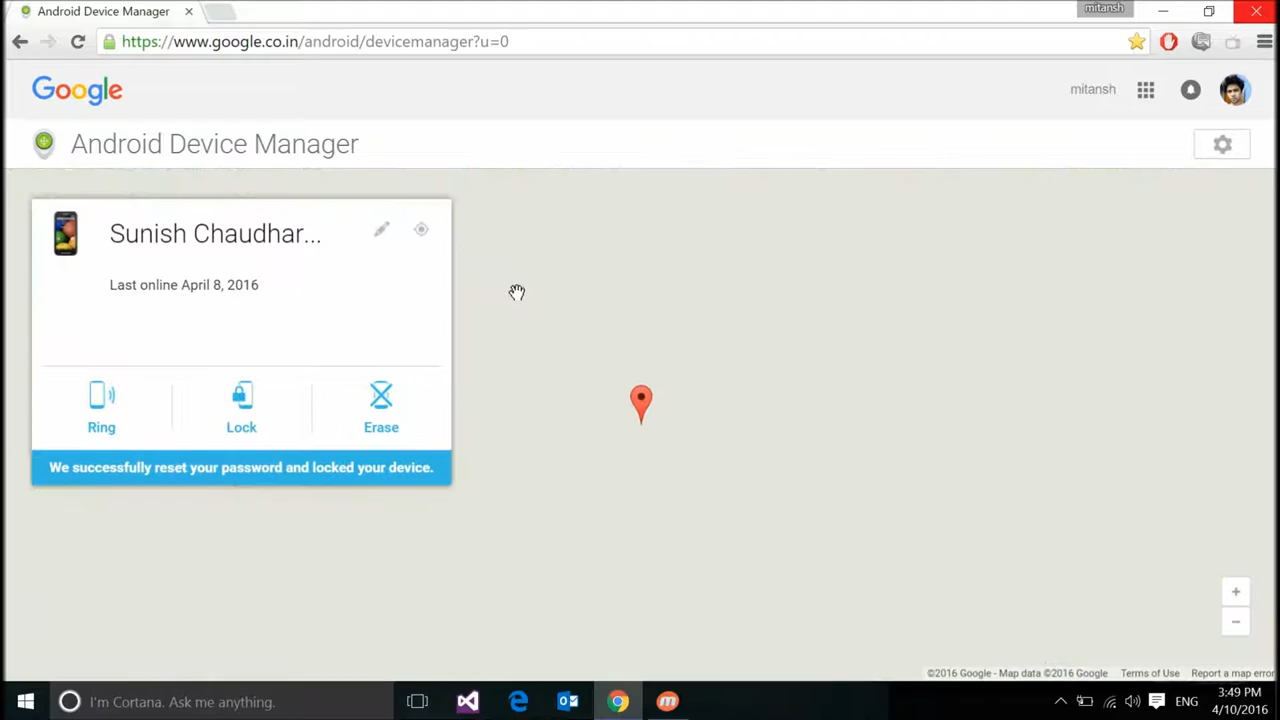 Android Device Manager
mitansh
https://www.google.co.in/android/devicemanager?u=0
Google
mitansh
Android Device Manager
Sunish Chaudhar...
Last online April 8, 2016
Ring
Lock
Erase
We successfully reset your password and locked your device.
+
−
©2016 Google - Map data ©2016 Google
Terms of Use
Report a map error
I'm Cortana. Ask me anything.
ENG
3:49 PM
4/10/2016